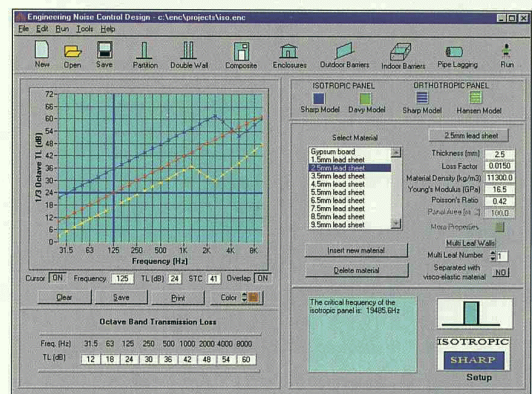 Engineering Noise Control Design - c:\enc\projects\iso.enc
File Edit Run Tools Help
New Open Save Partition Double Wall Composite Enclosures Outdoor Barriers Indoor Barriers Pipe Lagging Run
1/3 Octave TL (dB)
72
66
60
54
48
42
36
30
24
18
12
6
0
31.5 63 125 250 500 1K 2K 4K 8K
Frequency (Hz)
Cursor ON Frequency 125 TL (dB) 24 STC 41 Overlap ON
Clear Save Print Color
Octave Band Transmission Loss
Freq. (Hz) 31.5 63 125 250 500 1000 2000 4000 8000
TL (dB) 12 18 24 30 36 42 48 54 60
ISOTROPIC PANEL ORTHOTROPIC PANEL
Sharp Model Davy Model Sharp Model Hansen Model
Select Material
Gypsum board
1.5mm lead sheet
2.5mm lead sheet
3.5mm lead sheet
4.5mm lead sheet
5.5mm lead sheet
6.5mm lead sheet
7.5mm lead sheet
8.5mm lead sheet
9.5mm lead sheet
Insert new material
Delete material
2.5mm lead sheet
Thickness (mm) 2.5
Loss Factor 0.0150
Material Density (kg/m3) 11300.0
Young's Modulus (GPa) 16.5
Poisson's Ratio 0.42
Panel Area 100.0
More Properties
Multi Leaf Walls
Multi Leaf Number 1
Separated with
visco-elastic material NO
The critical frequency of the
isotropic panel is: 19485.6Hz
ISOTROPIC
SHARP
Setup